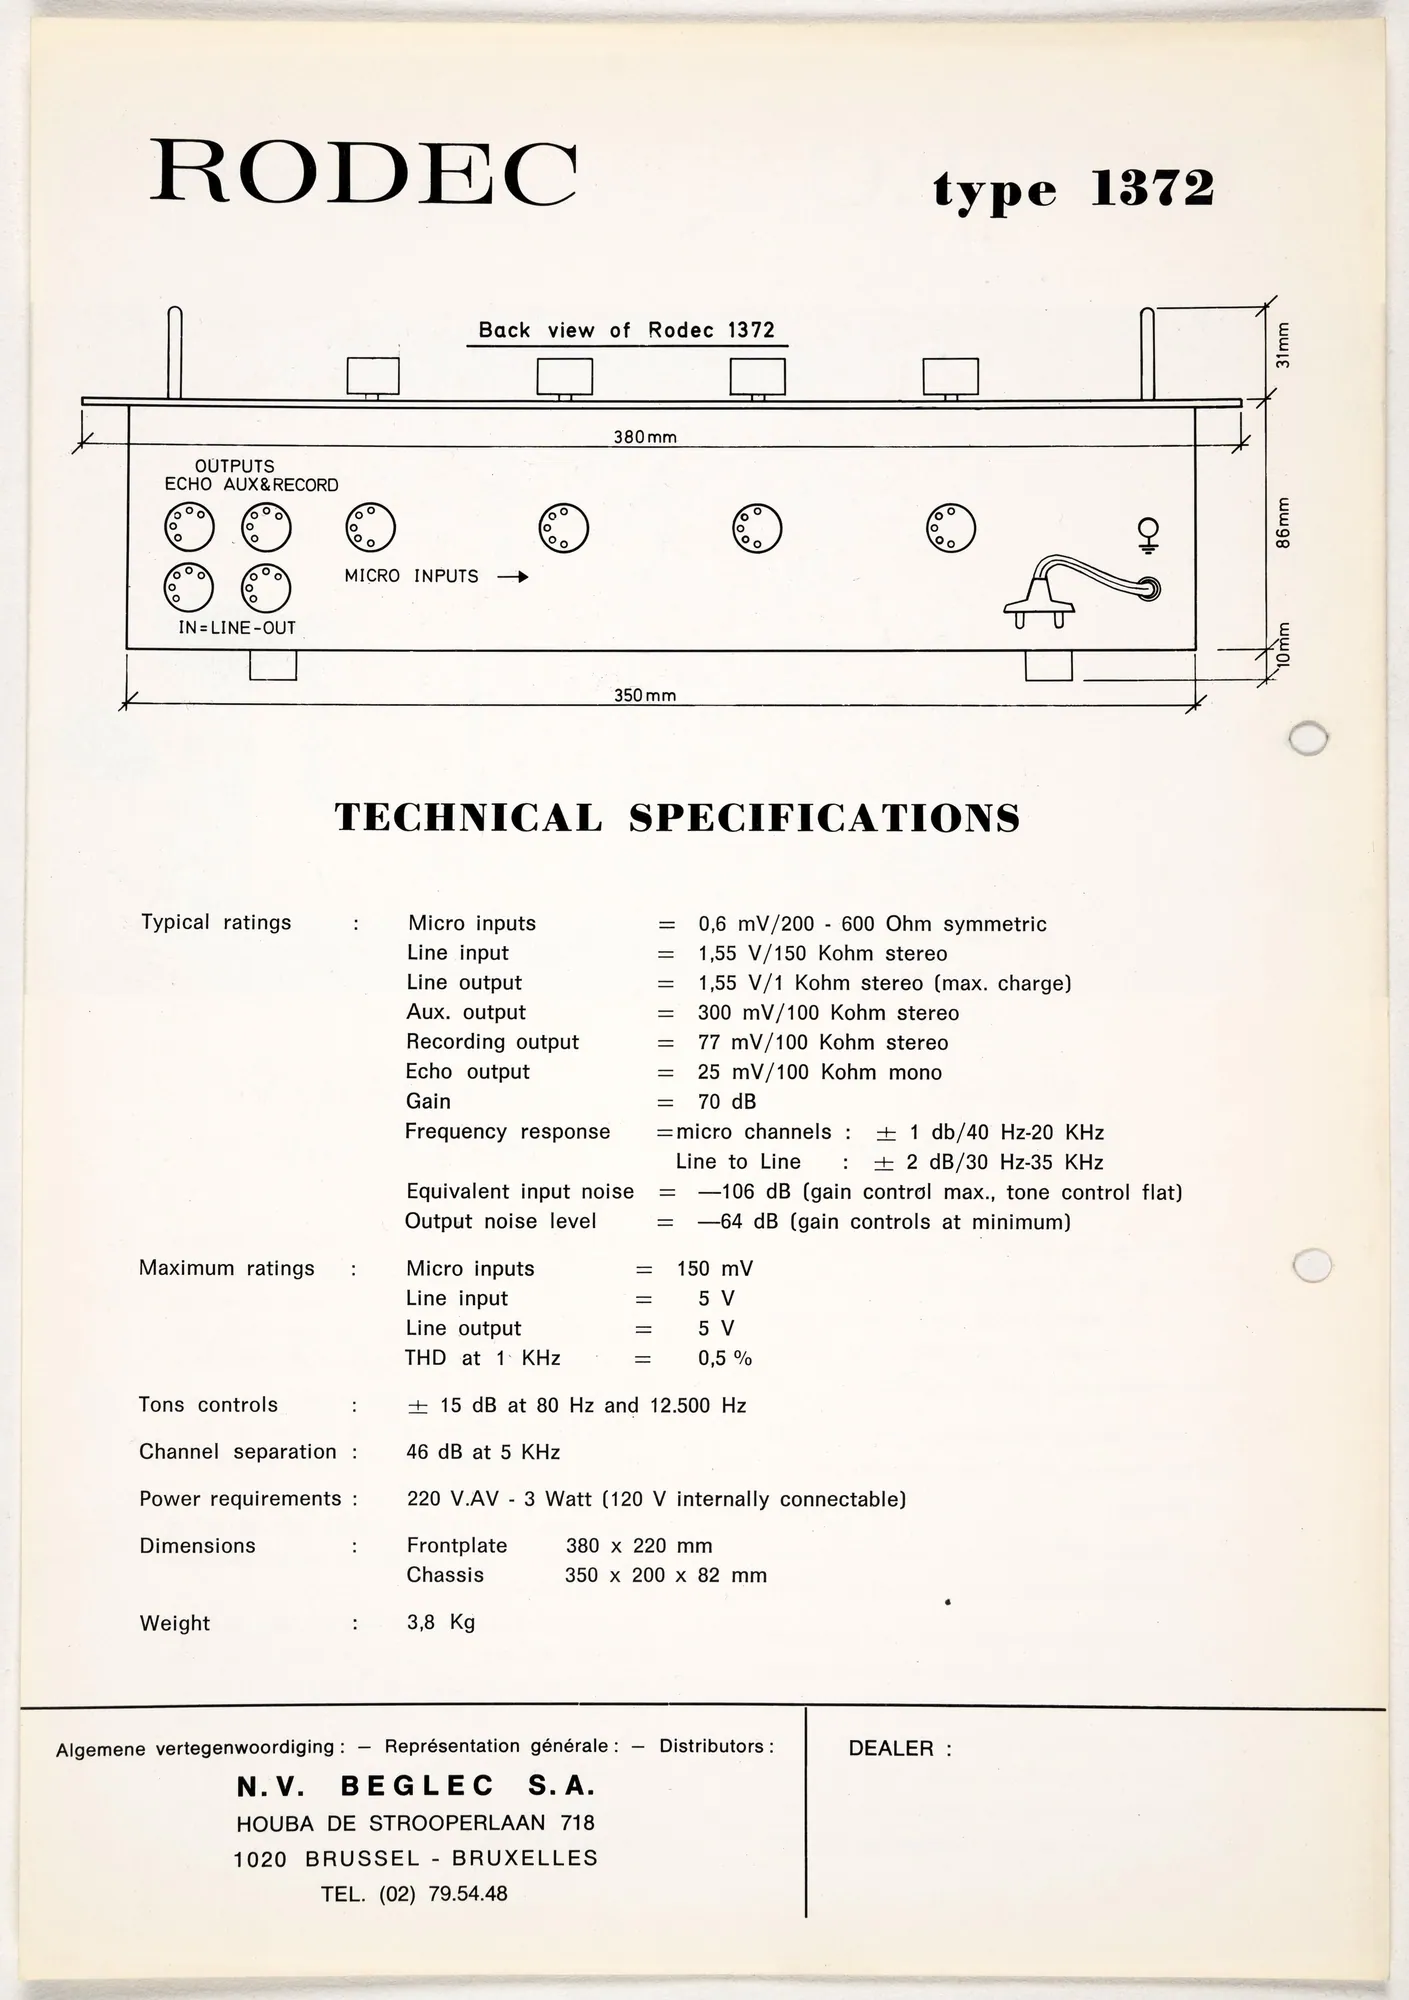 RODEC
type 1372
Back view of Rodec 1372
31mm
380mm
OUTPUTS
ECHO AUX&RECORD
86mm
MICRO INPUTS
IN=LINE-OUT
10mm
350mm
TECHNICAL SPECIFICATIONS
Typical ratings : Micro inputs = 0,6 mV/200 - 600 Ohm symmetric
Line input = 1,55 V/150 Kohm stereo
Line output = 1,55 V/1 Kohm stereo (max. charge)
Aux. output = 300 mV/100 Kohm stereo
Recording output = 77 mV/100 Kohm stereo
Echo output = 25 mV/100 Kohm mono
Gain = 70 dB
Frequency response =micro channels : ± 1 db/40 Hz-20 KHz
Line to Line : ± 2 dB/30 Hz-35 KHz
Equivalent input noise = —106 dB (gain control max., tone control flat)
Output noise level = —64 dB (gain controls at minimum)
Maximum ratings : Micro inputs = 150 mV
Line input = 5 V
Line output = 5 V
THD at 1 KHz = 0,5 %
Tons controls : ± 15 dB at 80 Hz and 12.500 Hz
Channel separation : 46 dB at 5 KHz
Power requirements : 220 V.AV - 3 Watt (120 V internally connectable)
Dimensions : Frontplate 380 x 220 mm
Chassis 350 x 200 x 82 mm
Weight : 3,8 Kg
Algemene vertegenwoordiging : — Représentation générale : — Distributors :
N.V. BEGLEC S.A.
HOUBA DE STROOPERLAAN 718
1020 BRUSSEL - BRUXELLES
TEL. (02) 79.54.48
DEALER :